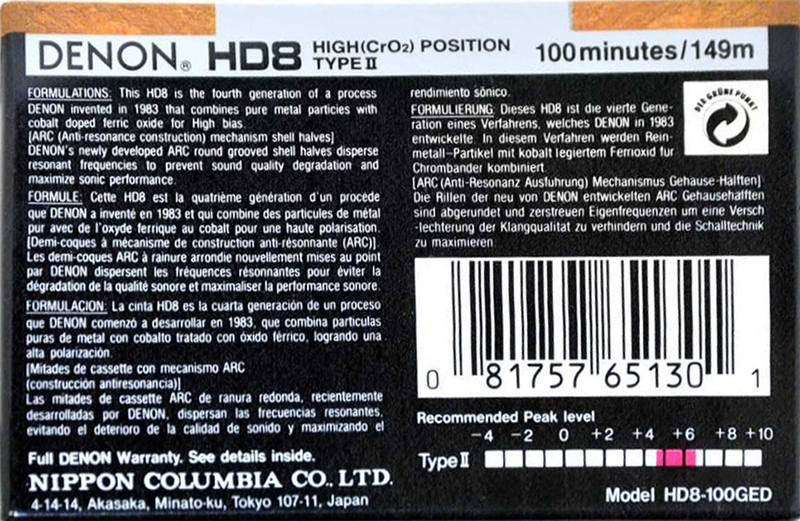 DENON® HD8 HIGH(CrO₂) POSITION TYPE II 100minutes/149m
FORMULATIONS: This HD8 is the fourth generation of a process
DENON invented in 1983 that combines pure metal particles with
cobalt doped ferric oxide for High bias.
[ARC (Anti-resonance construction) mechanism shell halves]
DENON's newly developed ARC round grooved shell halves disperse
resonant frequencies to prevent sound quality degradation and
maximize sonic performance.
FORMULE: Cette HD8 est la quatrième génération d'un procéde
que DENON a inventé en 1983 et qui combine des particules de métal
pur avec de l'oxyde ferrique au cobalt pour une haute polarisation.
[Demi-coques à mécanisme de construction anti-résonnante (ARC)]
Les demi-coques ARC à rainure arrondie nouvellement mises au point
par DENON dispersent les fréquences résonnantes pour éviter la
dégradation de la qualité sonore et maximaliser la performance sonore.
FORMULACION: La cinta HD8 es la cuarta generación de un proceso
que DENON comenzó a desarrollar en 1983, que combina particulas
puras de metal con cobalto tratado con óxido férrico, logrando una
alta polarización.
[Mitades de cassette con mecanismo ARC
(construcción antiresonancia)]
Las mitades de cassette ARC de ranura redonda, recientemente
desarrolladas por DENON, dispersan las frecuencias resonantes,
evitando el deterioro de la calidad de sonido y maximizando el
Full DENON Warranty. See details inside.
NIPPON COLUMBIA CO., LTD.
4-14-14, Akasaka, Minato-ku, Tokyo 107-11, Japan
rendimiento sónico.
FORMULIERUNG: Dieses HD8 ist die vierte Gene-
ration eines Verfahrens, welches DENON in 1983
entwickelte. In diesem Verfahren werden Rein-
metall-Partikel mit kobalt legiertem Ferrioxid fur
Chrombander kombiniert.
[ARC (Anti-Resonanz Ausfuhrung) Mechanismus Gehause-Halften]
Die Rillen der neu von DENON entwickelten ARC Gehausehalften
sind abgerundet und zerstreuen Eigenfrequenzen um eine Versch
-lechterung der Klangqualitat zu verhindern und die Schalltechnik
zu maximieren.
DER GRÜNE PUNKT
0 81757 65130 1
Recommended Peak level
-4 -2 0 +2 +4 +6 +8 +10
Type II
Model HD8-100GED